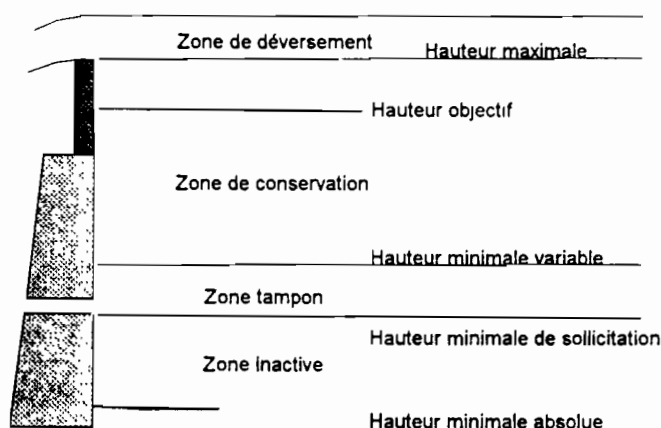 Zone de déversement
Hauteur maximale
Hauteur objectif
Zone de conservation
Hauteur minimale variable
Zone tampon
Hauteur minimale de sollicitation
Zone inactive
Hauteur minimale absolue